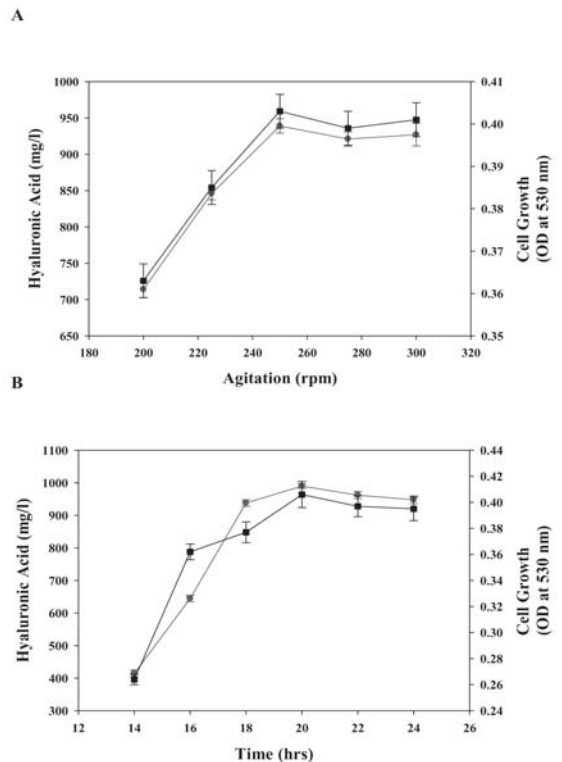 A
Hyaluronic Acid (mg/l)
1000
950
900
850
800
750
700
650
0.41
0.40
0.39
0.38
0.37
0.36
0.35
Cell Growth
(OD at 530 nm)
180 200 220 240 260 280 300 320
Agitation (rpm)
B
Hyaluronic Acid (mg/l)
1100
1000
900
800
700
600
500
400
300
0.44
0.42
0.40
0.38
0.36
0.34
0.32
0.30
0.28
0.26
0.24
Cell Growth
(OD at 530 nm)
12 14 16 18 20 22 24 26
Time (hrs)